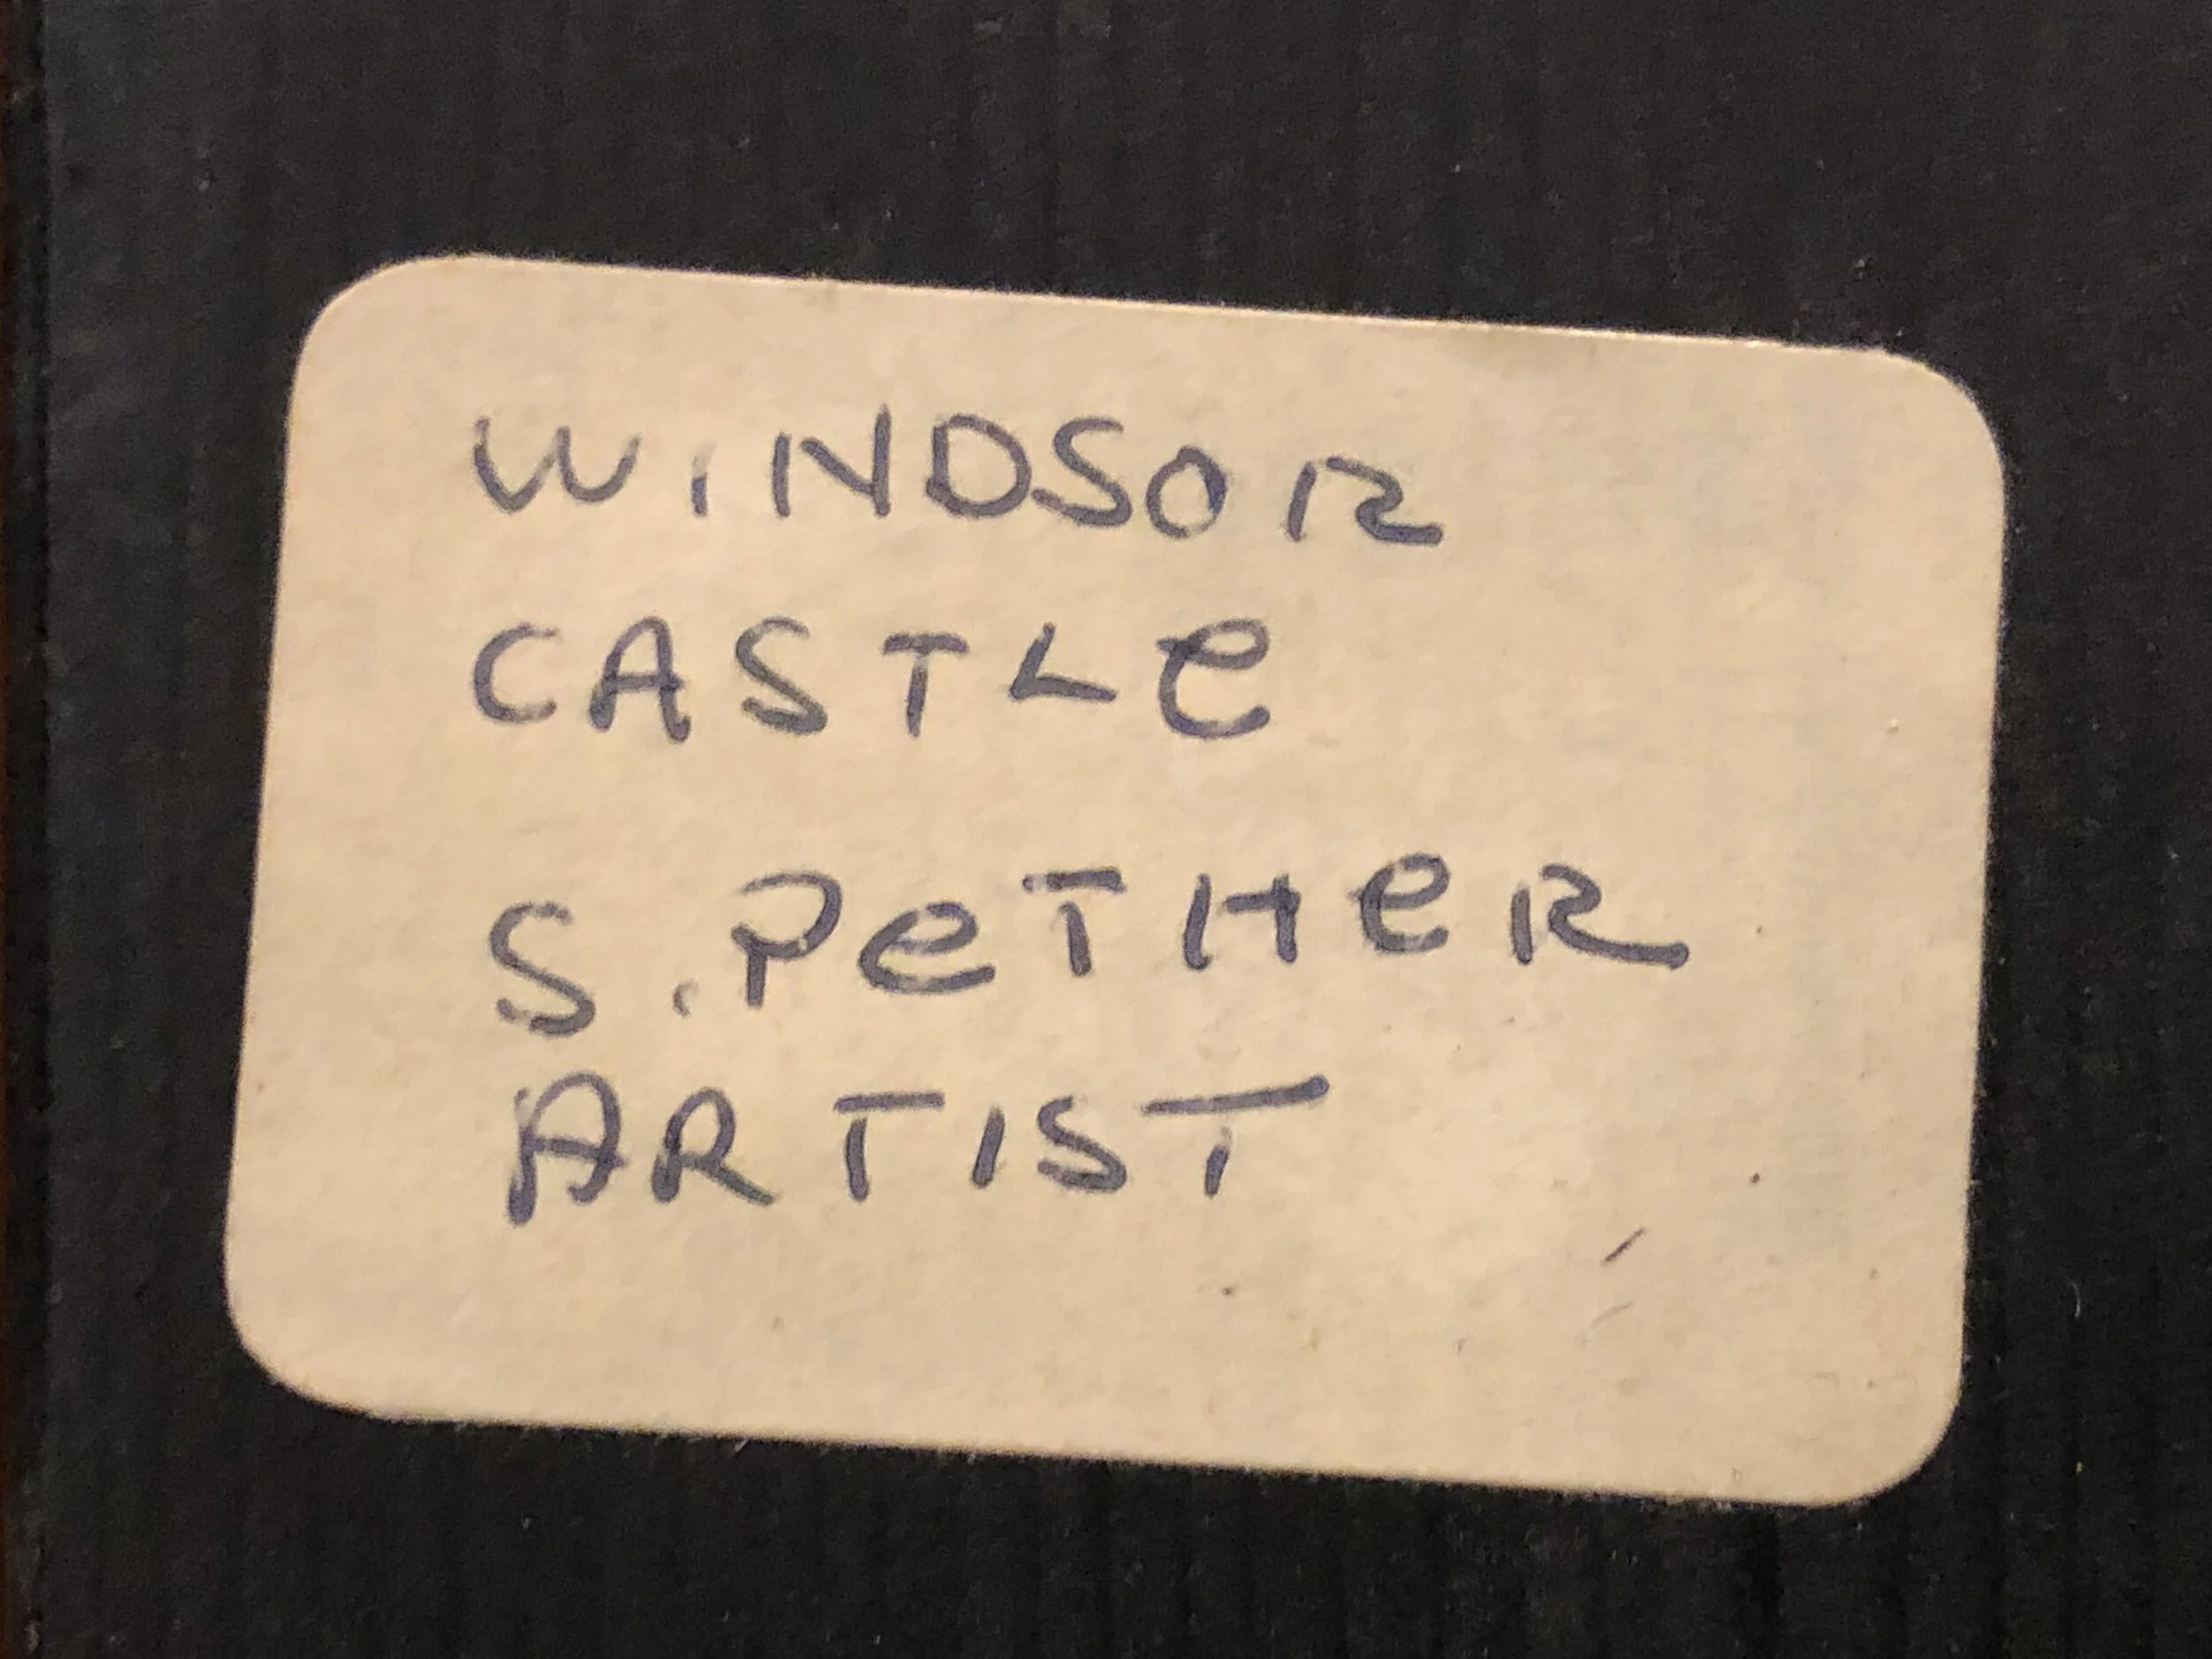 WINDSOR
CASTLe
S. PeTHeR
ARTIST